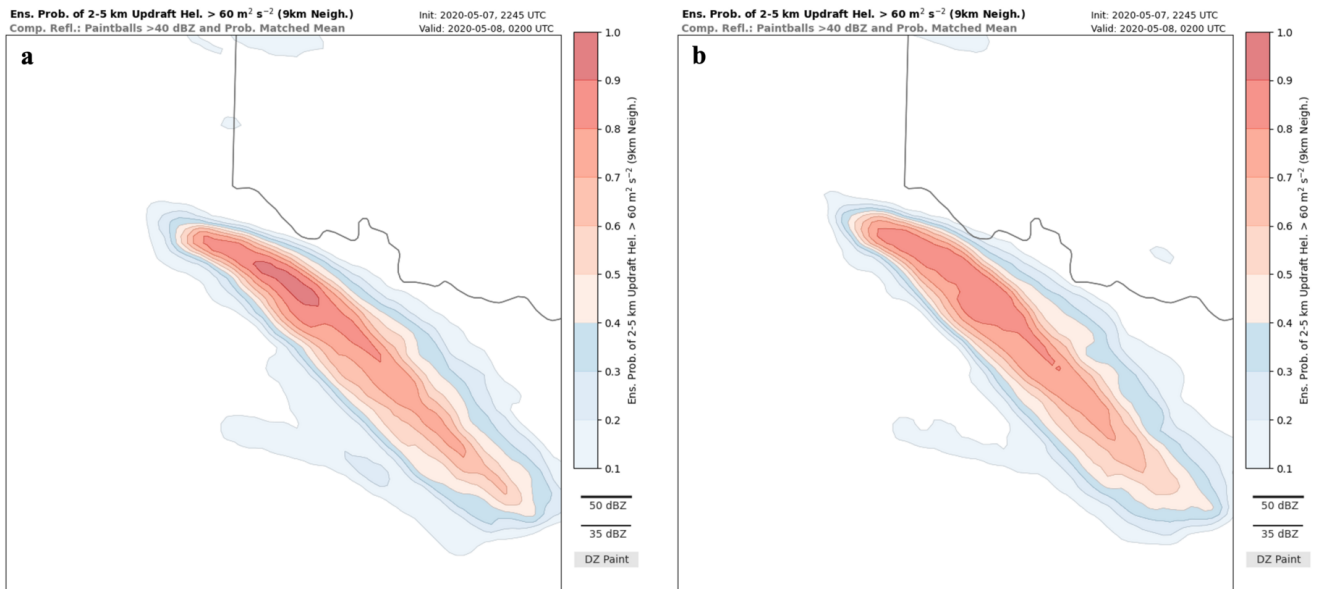 Ens. Prob. of 2-5 km Updraft Hel. > 60 m² s⁻² (9km Neigh.)
Init: 2020-05-07, 2245 UTC
Comp. Refl.: Paintballs >40 dBZ and Prob. Matched Mean
Valid: 2020-05-08, 0200 UTC
a
1.0
0.9
0.8
0.7
0.6
0.5
0.4
0.3
0.2
0.1
Ens. Prob. of 2-5 km Updraft Hel. > 60 m² s⁻² (9km Neigh.)
50 dBZ
35 dBZ
DZ Paint
Ens. Prob. of 2-5 km Updraft Hel. > 60 m² s⁻² (9km Neigh.)
Init: 2020-05-07, 2245 UTC
Comp. Refl.: Paintballs >40 dBZ and Prob. Matched Mean
Valid: 2020-05-08, 0200 UTC
b
1.0
0.9
0.8
0.7
0.6
0.5
0.4
0.3
0.2
0.1
Ens. Prob. of 2-5 km Updraft Hel. > 60 m² s⁻² (9km Neigh.)
50 dBZ
35 dBZ
DZ Paint